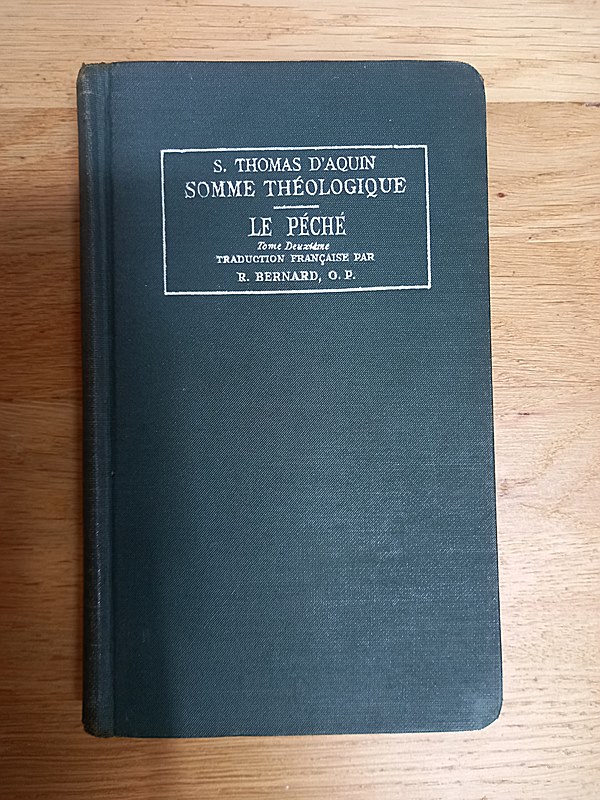 S. THOMAS D'AQUIN
SOMME THÉOLOGIQUE
LE PÉCHÉ
Tome Deuxième
TRADUCTION FRANÇAISE PAR
R. BERNARD, O. P.